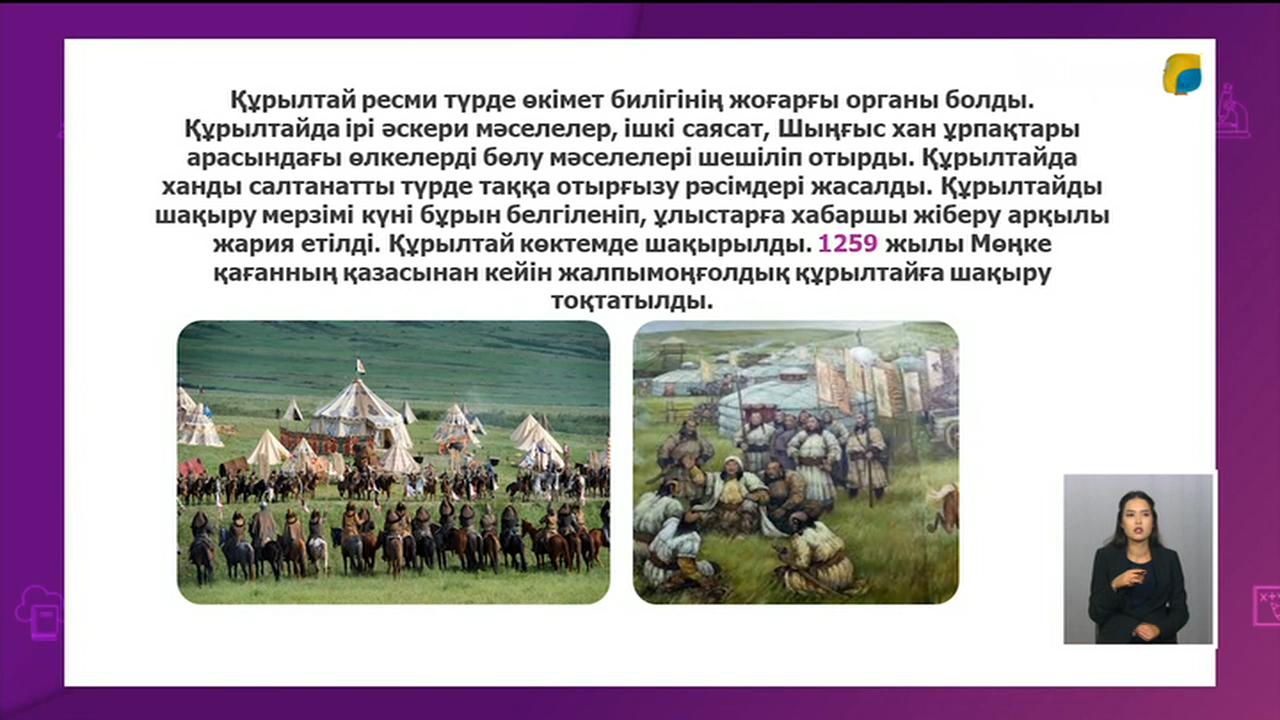 Құрылтай ресми түрде өкімет билігінің жоғарғы органы болды.
Құрылтайда ірі әскери мәселелер, ішкі саясат, Шыңғыс хан ұрпақтары
арасындағы өлкелерді бөлу мәселелері шешіліп отырды. Құрылтайда
ханды салтанатты түрде таққа отырғызу рәсімдері жасалды. Құрылтайды
шақыру мерзімі күні бұрын белгіленіп, ұлыстарға хабаршы жіберу арқылы
жария етілді. Құрылтай көктемде шақырылды. 1259 жылы Мөңке
қағанның қазасынан кейін жалпымоңғолдық құрылтайға шақыру
тоқтатылды.